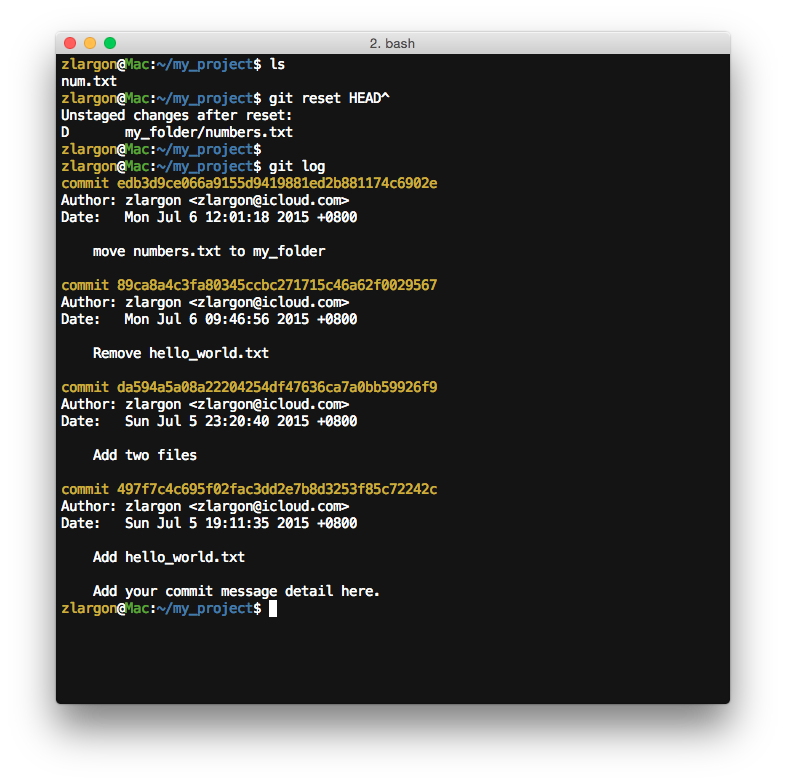 2. bash
zlargon@Mac:~/my_project$ ls
num.txt
zlargon@Mac:~/my_project$ git reset HEAD^
Unstaged changes after reset:
D       my_folder/numbers.txt
zlargon@Mac:~/my_project$
zlargon@Mac:~/my_project$ git log
commit edb3d9ce066a9155d9419881ed2b881174c6902e
Author: zlargon <zlargon@icloud.com>
Date:   Mon Jul 6 12:01:18 2015 +0800
    move numbers.txt to my_folder
commit 89ca8a4c3fa80345ccbc271715c46a62f0029567
Author: zlargon <zlargon@icloud.com>
Date:   Mon Jul 6 09:46:56 2015 +0800
    Remove hello_world.txt
commit da594a5a08a22204254df47636ca7a0bb59926f9
Author: zlargon <zlargon@icloud.com>
Date:   Sun Jul 5 23:20:40 2015 +0800
    Add two files
commit 497f7c4c695f02fac3dd2e7b8d3253f85c72242c
Author: zlargon <zlargon@icloud.com>
Date:   Sun Jul 5 19:11:35 2015 +0800
    Add hello_world.txt
    Add your commit message detail here.
zlargon@Mac:~/my_project$